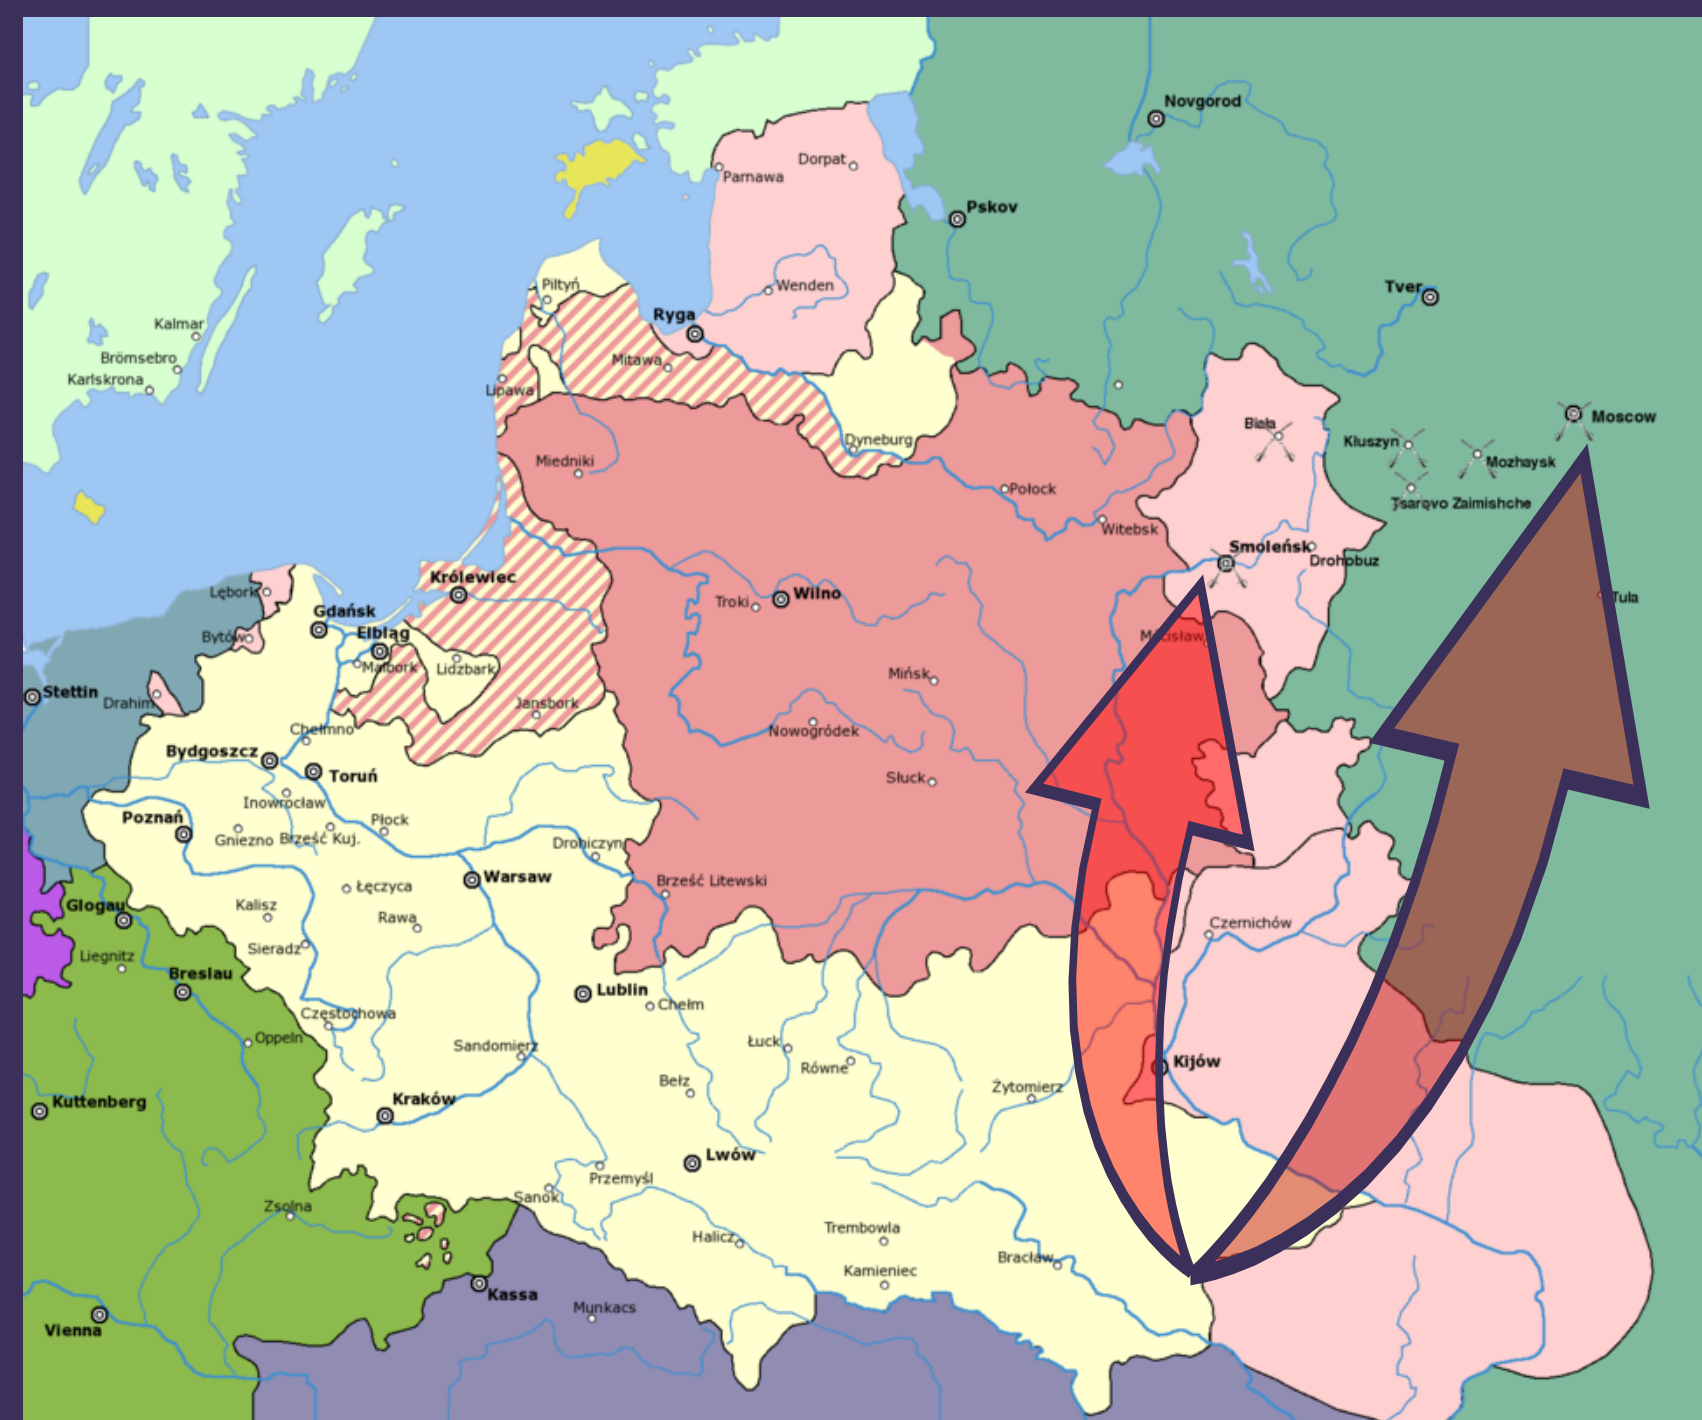 Novgorod
Dorpat
Parnawa
Pskov
Piltyń
Wenden
Tver
Ryga
Kalmar
Brömsebro
Mitawa
Karlskrona
Lipawa
Moscow
Biała
Kłuszyn
Dyneburg
Miedniki
Mozhaysk
Połock
Tsarovo Zaimishche
Witebsk
Smoleńsk
Drohobuz
Królewiec
Lębork
Wilno
Troki
Tula
Gdańsk
Elbląg
Bytów
Mścisław
Malbork
Lidzbark
Mińsk
Stettin
Drahim
Jansbork
Chełmno
Nowogródek
Bydgoszcz
Toruń
Słuck
Inowrocław
Poznań
Płock
Gniezno
Brześć Kuj.
Drohiczyn
Warsaw
Brześć Litewski
Łęczyca
Glogau
Kalisz
Rawa
Czernichów
Sieradz
Liegnitz
Breslau
Lublin
Chełm
Częstochowa
Oppeln
Sandomierz
Łuck
Równe
Kijów
Bełz
Żytomierz
Kuttenberg
Kraków
Lwów
Przemyśl
Sanok
Zsolna
Halicz
Trembowla
Bracław
Kamieniec
Kassa
Munkacs
Vienna